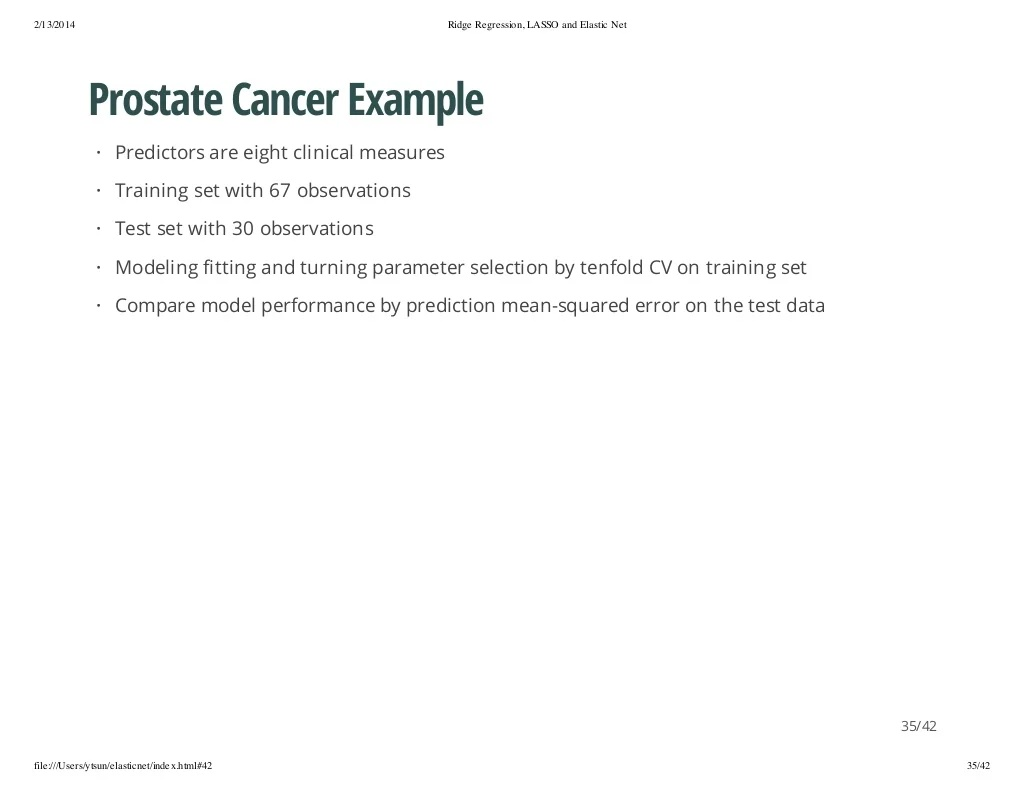 2/13/2014 Ridge Regression, LASSO and Elastic Net
Prostate Cancer Example
· Predictors are eight clinical measures
· Training set with 67 observations
· Test set with 30 observations
· Modeling fitting and turning parameter selection by tenfold CV on training set
· Compare model performance by prediction mean-squared error on the test data
35/42
file:///Users/ytsun/elasticnet/index.html#42 35/42